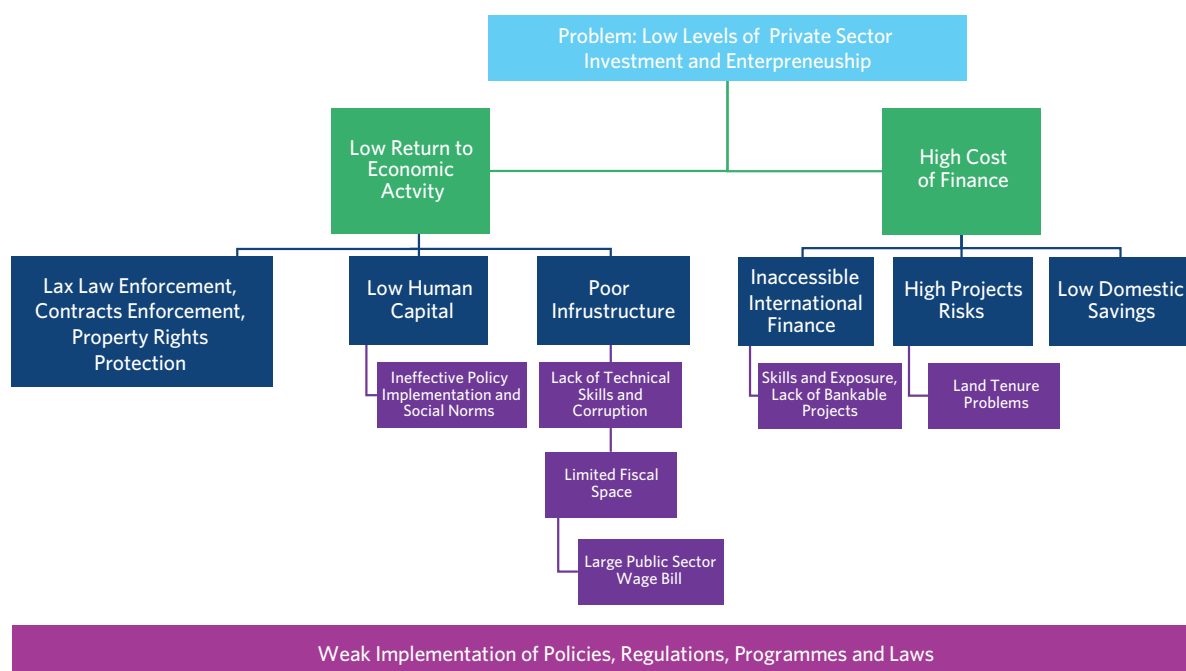 Problem: Low Levels of Private Sector
Investment and Enterpreneuship
Low Return to
Economic
Actvity
High Cost
of Finance
Lax Law Enforcement,
Contracts Enforcement,
Property Rights
Protection
Low Human
Capital
Poor
Infrustructure
Inaccessible
International
Finance
High Projects
Risks
Low Domestic
Savings
Ineffective Policy
Implementation and
Social Norms
Lack of Technical
Skills and
Corruption
Skills and Exposure,
Lack of Bankable
Projects
Land Tenure
Problems
Limited Fiscal
Space
Large Public Sector
Wage Bill
Weak Implementation of Policies, Regulations, Programmes and Laws